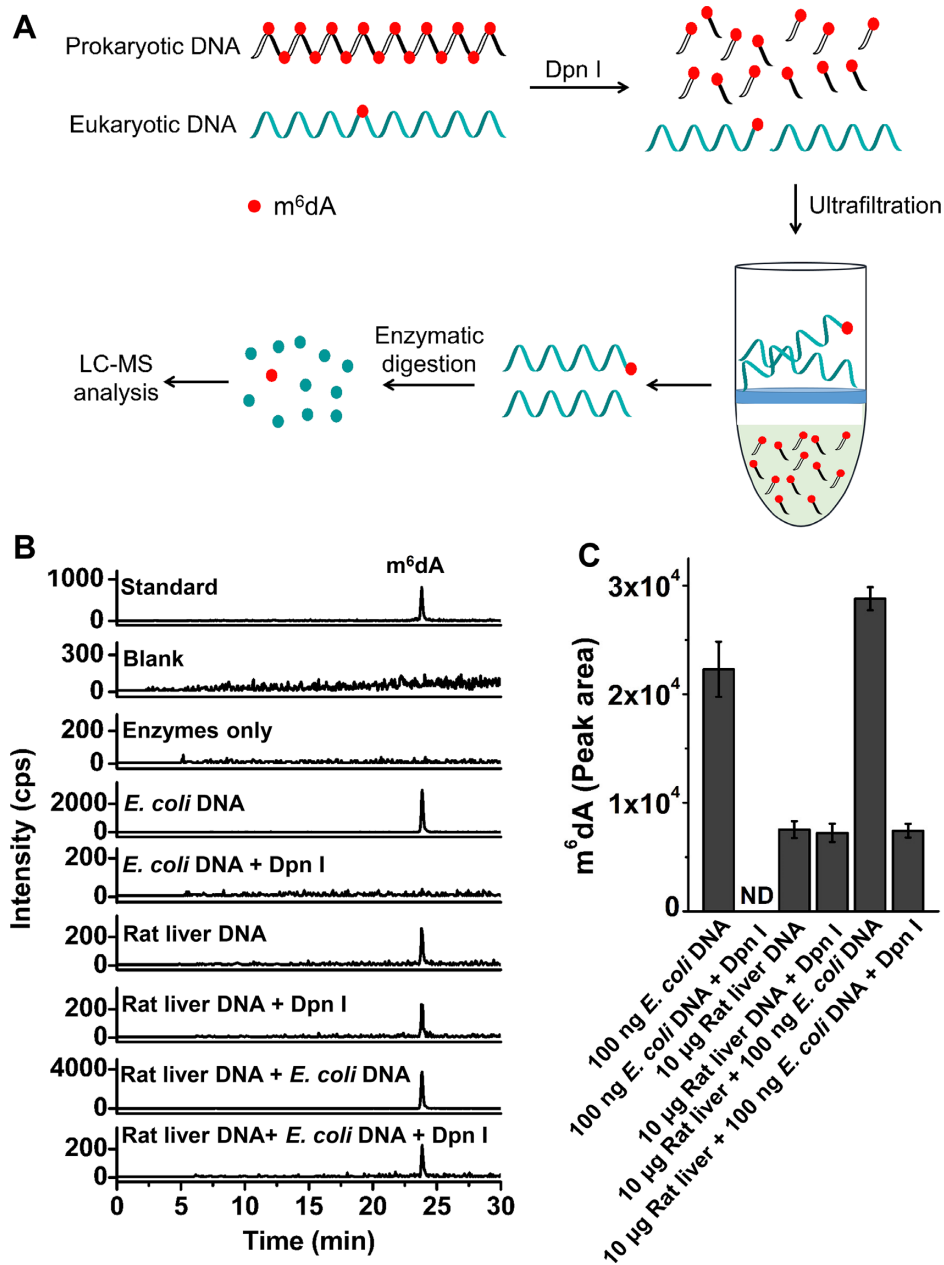 A
Prokaryotic DNA
Dpn I
Eukaryotic DNA
m⁶dA
Ultrafiltration
Enzymatic
digestion
LC-MS
analysis
B
m⁶dA
Intensity (cps)
1000
0
Standard
300
0
Blank
200
0
Enzymes only
2000
0
E. coli DNA
200
0
E. coli DNA + Dpn I
200
0
Rat liver DNA
200
0
Rat liver DNA + Dpn I
4000
0
Rat liver DNA + E. coli DNA
200
0
Rat liver DNA+ E. coli DNA + Dpn I
0 5 10 15 20 25 30
Time (min)
C
m⁶dA (Peak area)
3x10⁴
2x10⁴
1x10⁴
0
ND
100 ng E. coli DNA
100 ng E. coli DNA + Dpn I
10 µg Rat liver DNA
10 µg Rat liver DNA + Dpn I
10 µg Rat liver + 100 ng E. coli DNA
10 µg Rat liver + 100 ng E. coli DNA + Dpn I